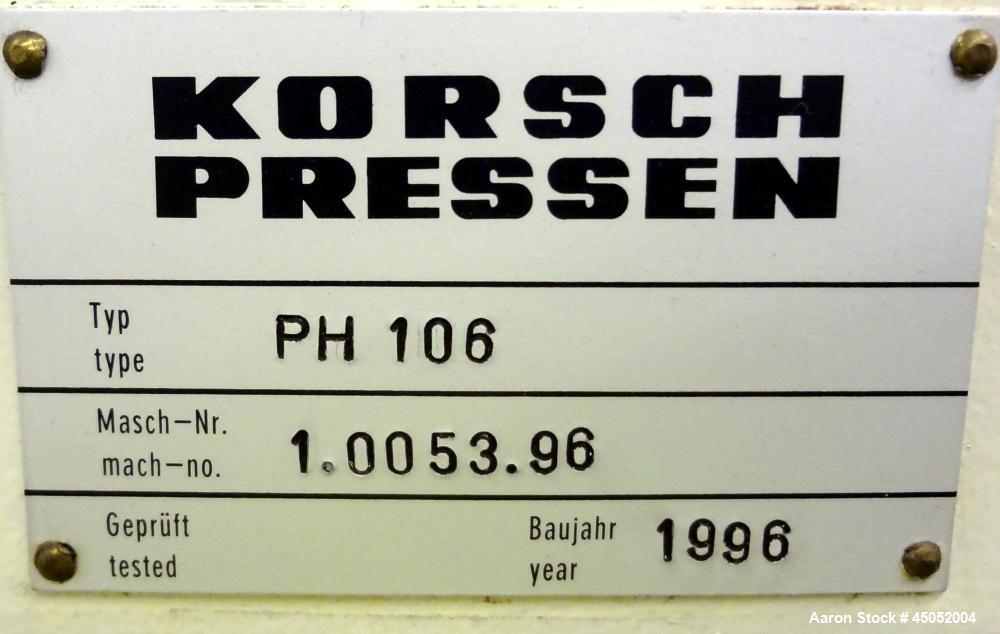 KORSCH
PRESSEN
Typ
type
PH 106
Masch-Nr.
mach-no.
1.0053.96
Geprüft
tested
Baujahr
year
1996
Aaron Stock # 45052004